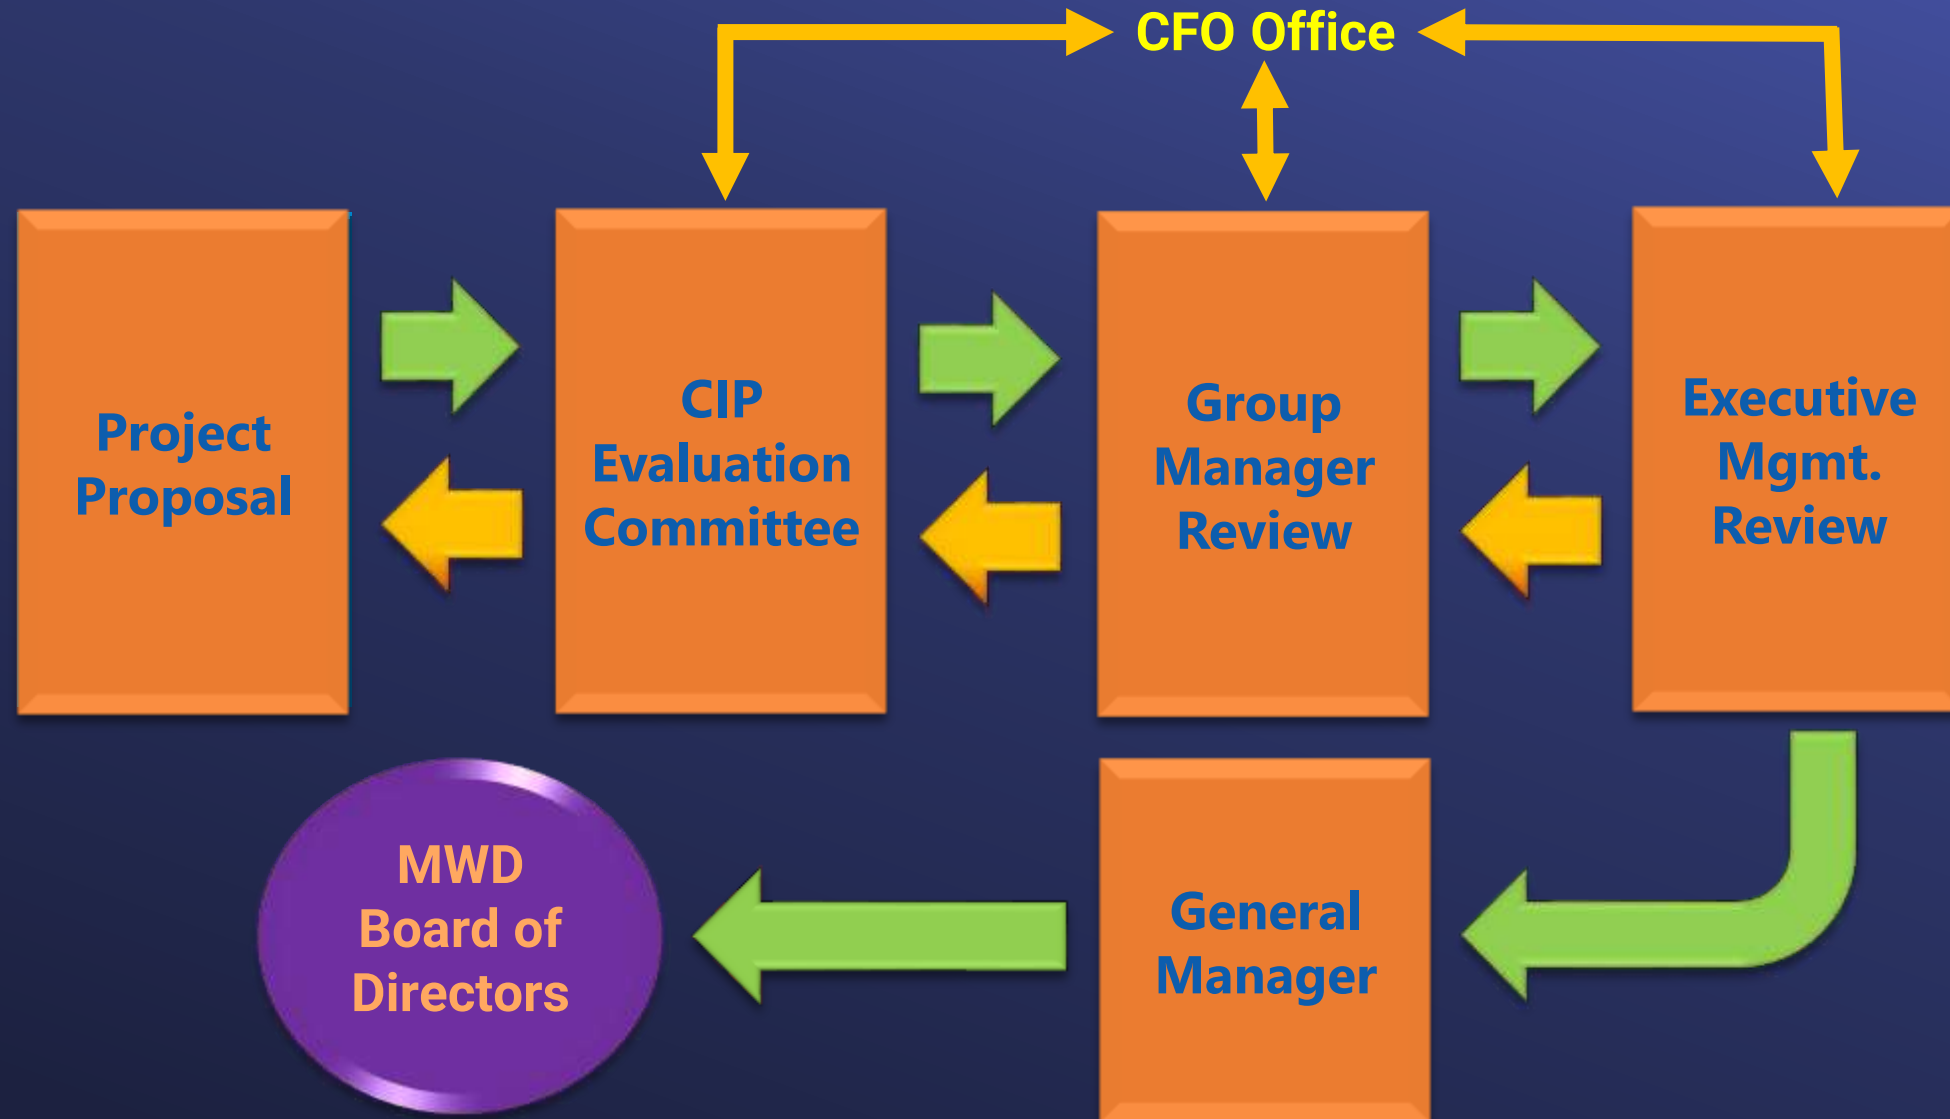 CFO Office
Project
Proposal
CIP
Evaluation
Committee
Group
Manager
Review
Executive
Mgmt.
Review
MWD
Board of
Directors
General
Manager